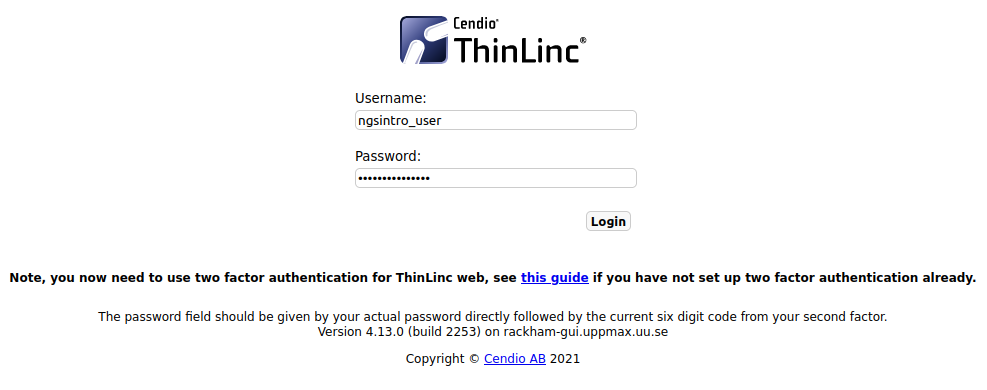 Cendio®
ThinLinc®
Username:
ngsintro_user
Password:
•••••••••••••••
Login
Note, you now need to use two factor authentication for ThinLinc web, see this guide if you have not set up two factor authentication already.
The password field should be given by your actual password directly followed by the current six digit code from your second factor.
Version 4.13.0 (build 2253) on rackham-gui.uppmax.uu.se
Copyright © Cendio AB 2021